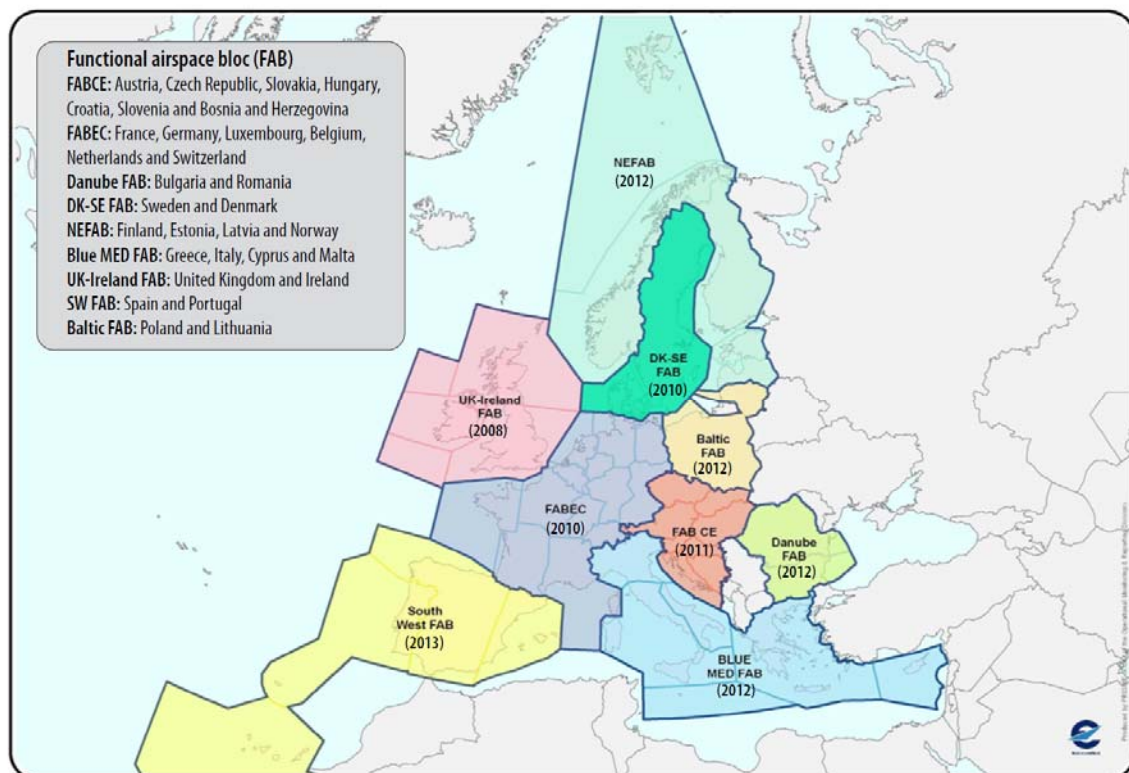 Functional airspace bloc (FAB)
FABCE: Austria, Czech Republic, Slovakia, Hungary,
Croatia, Slovenia and Bosnia and Herzegovina
FABEC: France, Germany, Luxembourg, Belgium,
Netherlands and Switzerland
Danube FAB: Bulgaria and Romania
DK-SE FAB: Sweden and Denmark
NEFAB: Finland, Estonia, Latvia and Norway
Blue MED FAB: Greece, Italy, Cyprus and Malta
UK-Ireland FAB: United Kingdom and Ireland
SW FAB: Spain and Portugal
Baltic FAB: Poland and Lithuania
NEFAB
(2012)
DK-SE
FAB
(2010)
UK-Ireland
FAB
(2008)
Baltic
FAB
(2012)
FABEC
(2010)
FAB CE
(2011)
Danube
FAB
(2012)
South
West FAB
(2013)
BLUE
MED FAB
(2012)